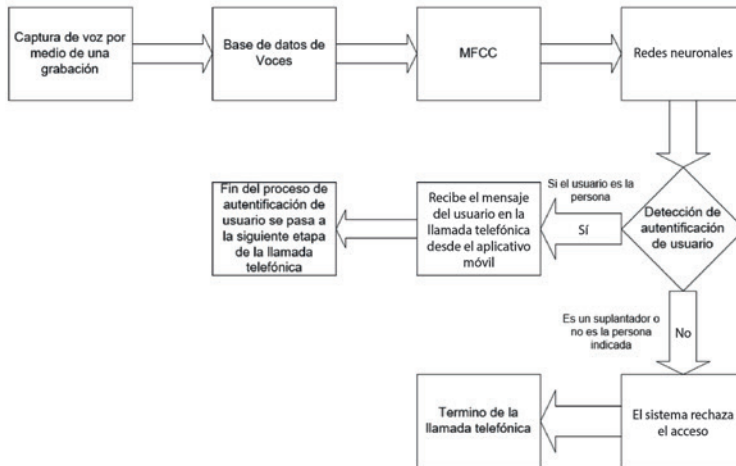 Captura de voz por
medio de una
grabación
Base de datos de
Voces
MFCC
Redes neuronales
Fin del proceso de
autentificación de
usuario se pasa a
la siguiente etapa
de la llamada
telefónica
Recibe el mensaje
del usuario en la
llamada telefónica
desde el aplicativo
móvil
Si el usuario es la
persona
Sí
Detección de
autentificación
de usuario
Es un suplantador o
no es la persona
indicada
No
Termino de la
llamada telefónica
El sistema rechaza
el acceso